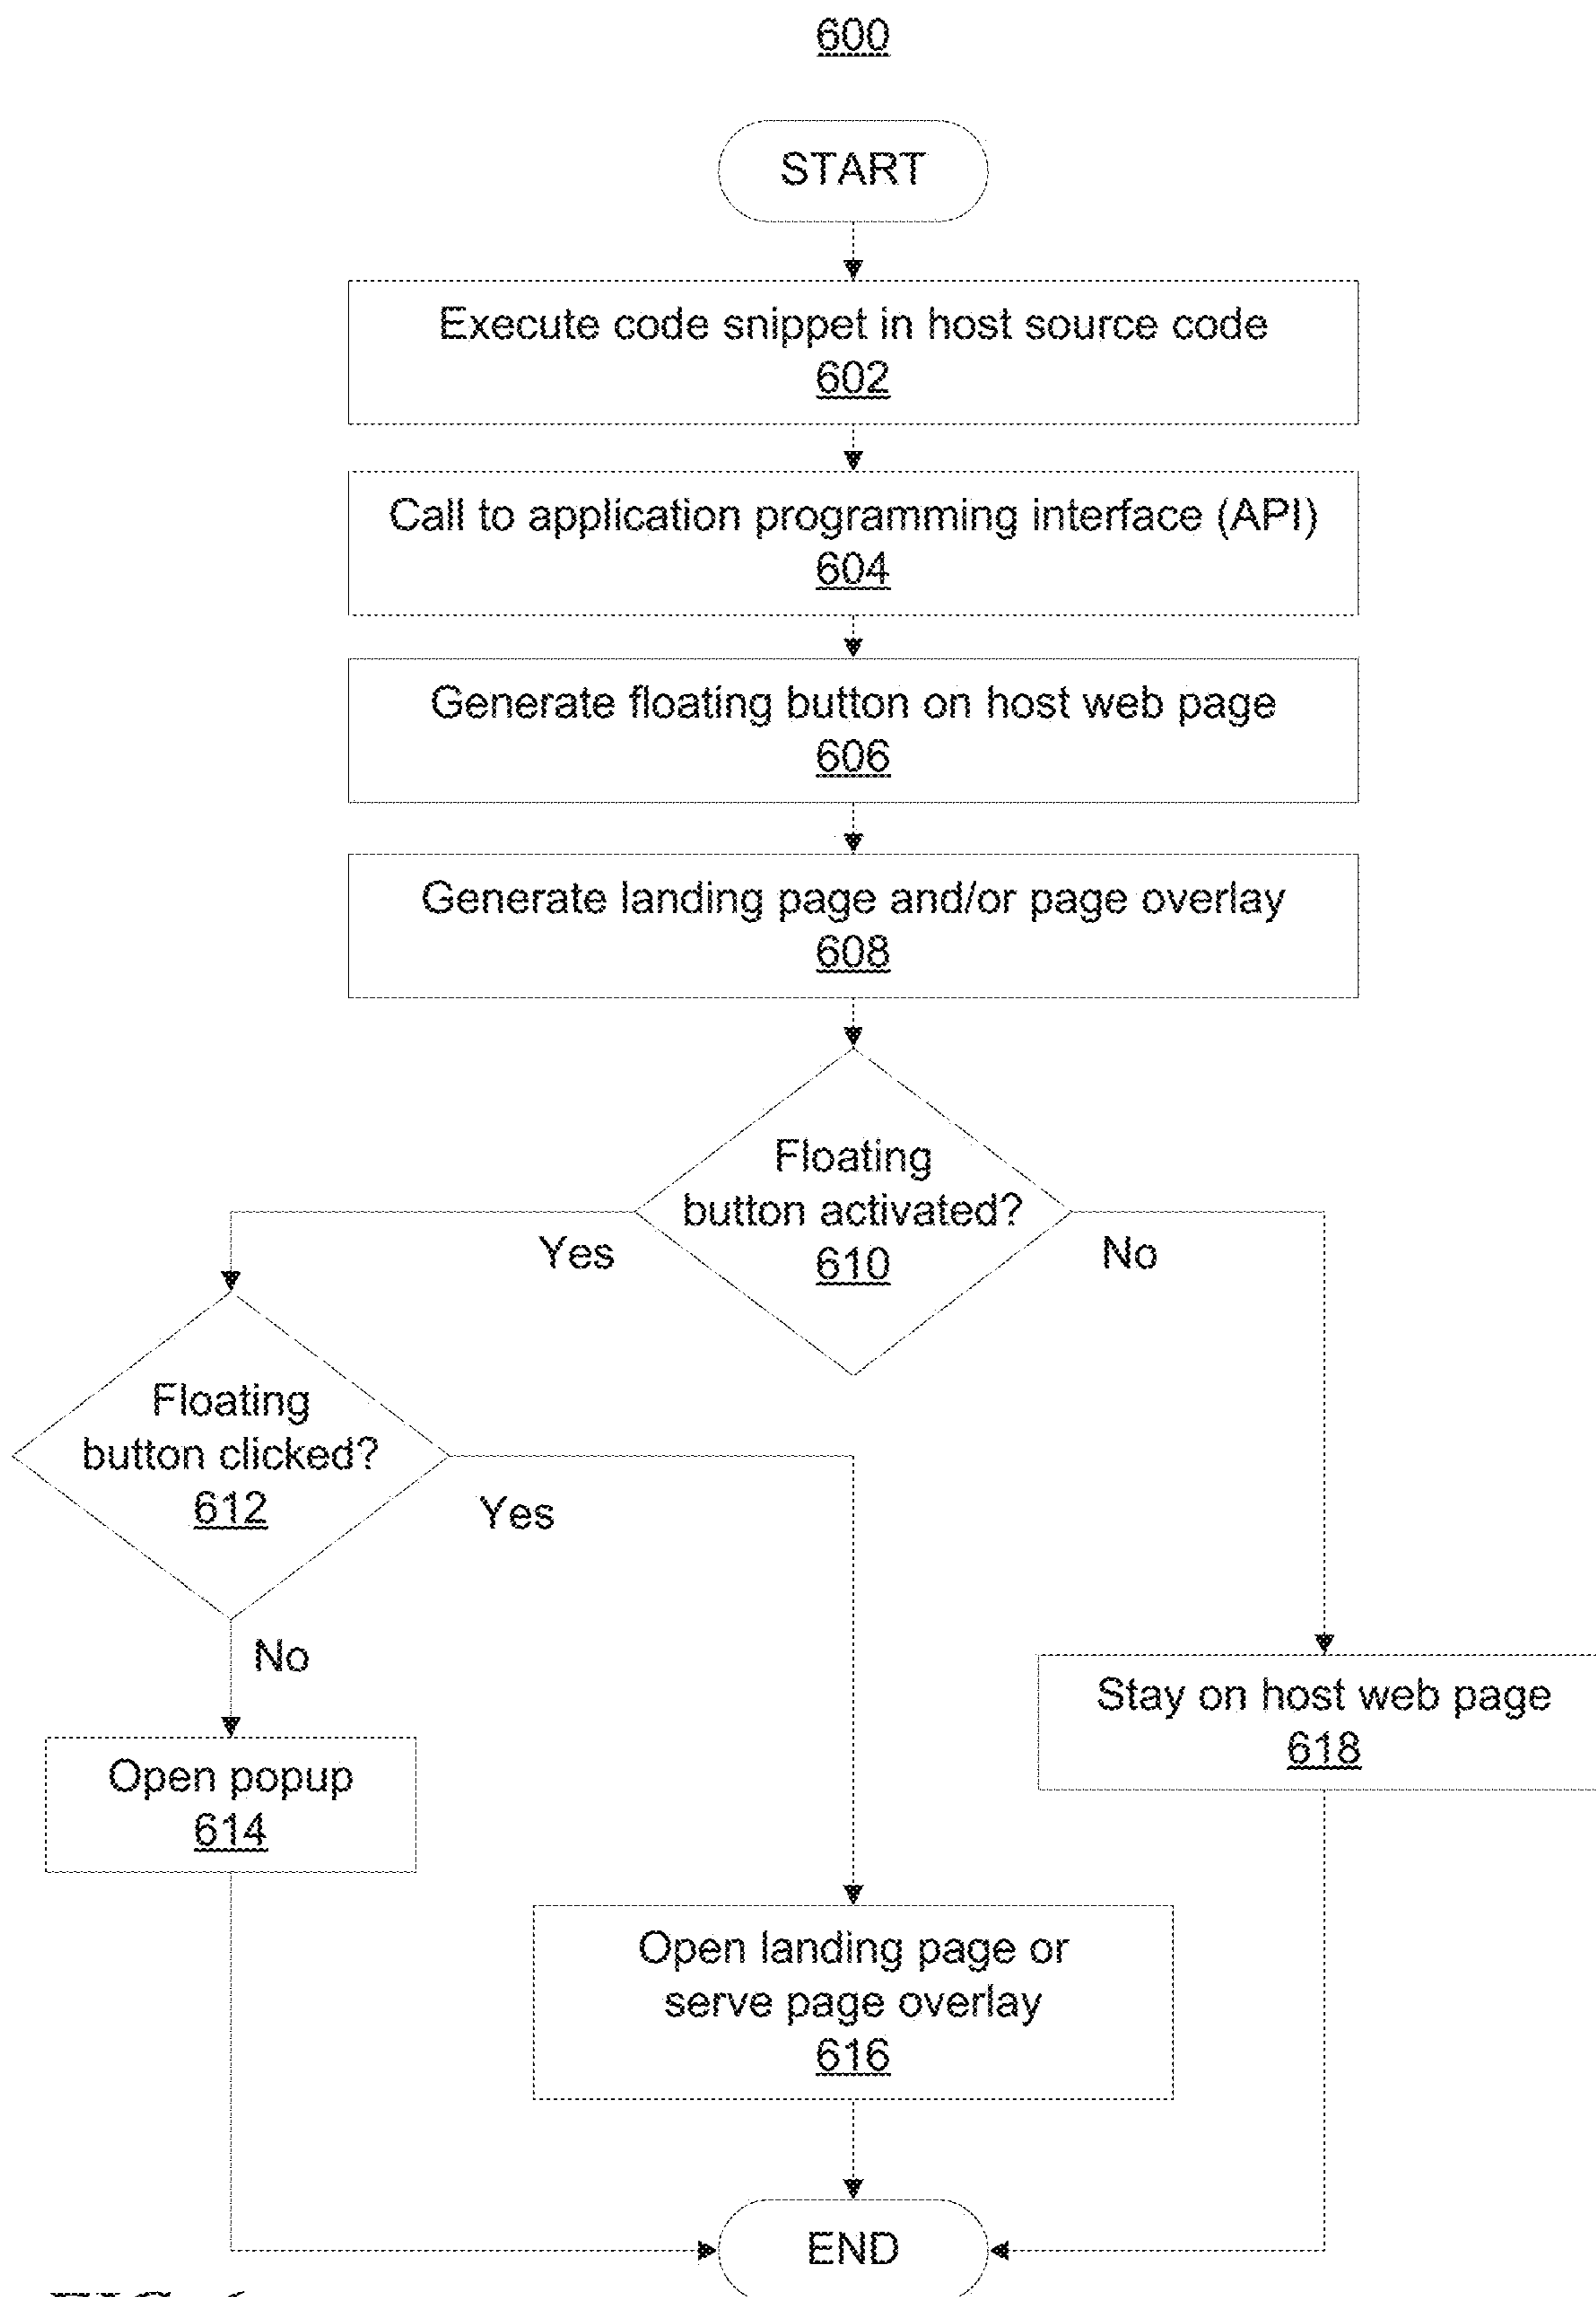 600
START
Execute code snippet in host source code
602
Call to application programming interface (API)
604
Generate floating button on host web page
606
Generate landing page and/or page overlay
608
Floating
button activated?
610
Yes
No
Floating
button clicked?
612
Yes
No
Open popup
614
Stay on host web page
618
Open landing page or
serve page overlay
616
END